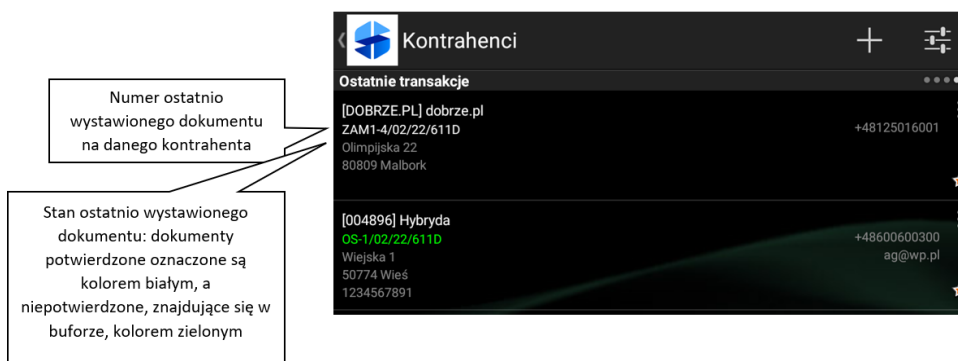 Numer ostatnio
wystawionego dokumentu
na danego kontrahenta
Stan ostatnio wystawionego
dokumentu: dokumenty
potwierdzone oznaczone są
kolorem białym, a
niepotwierdzone, znajdujące się w
buforze, kolorem zielonym
Kontrahenci
Ostatnie transakcje
[DOBRZE.PL] dobrze.pl
ZAM1-4/02/22/611D
+48125016001
Olimpijska 22
80809 Malbork
[004896] Hybryda
OS-1/02/22/611D
+48600600300
Wiejska 1
ag@wp.pl
50774 Wieś
1234567891